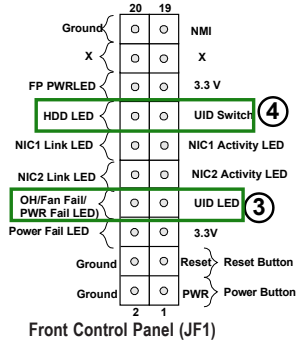 20 19
Ground NMI
X X
FP PWRLED 3.3 V
HDD LED UID Switch 4
NIC1 Link LED NIC1 Activity LED
NIC2 Link LED NIC2 Activity LED
OH/Fan Fail/
PWR Fail LED) UID LED 3
Power Fail LED 3.3V
Ground Reset Reset Button
Ground PWR Power Button
2 1
Front Control Panel (JF1)